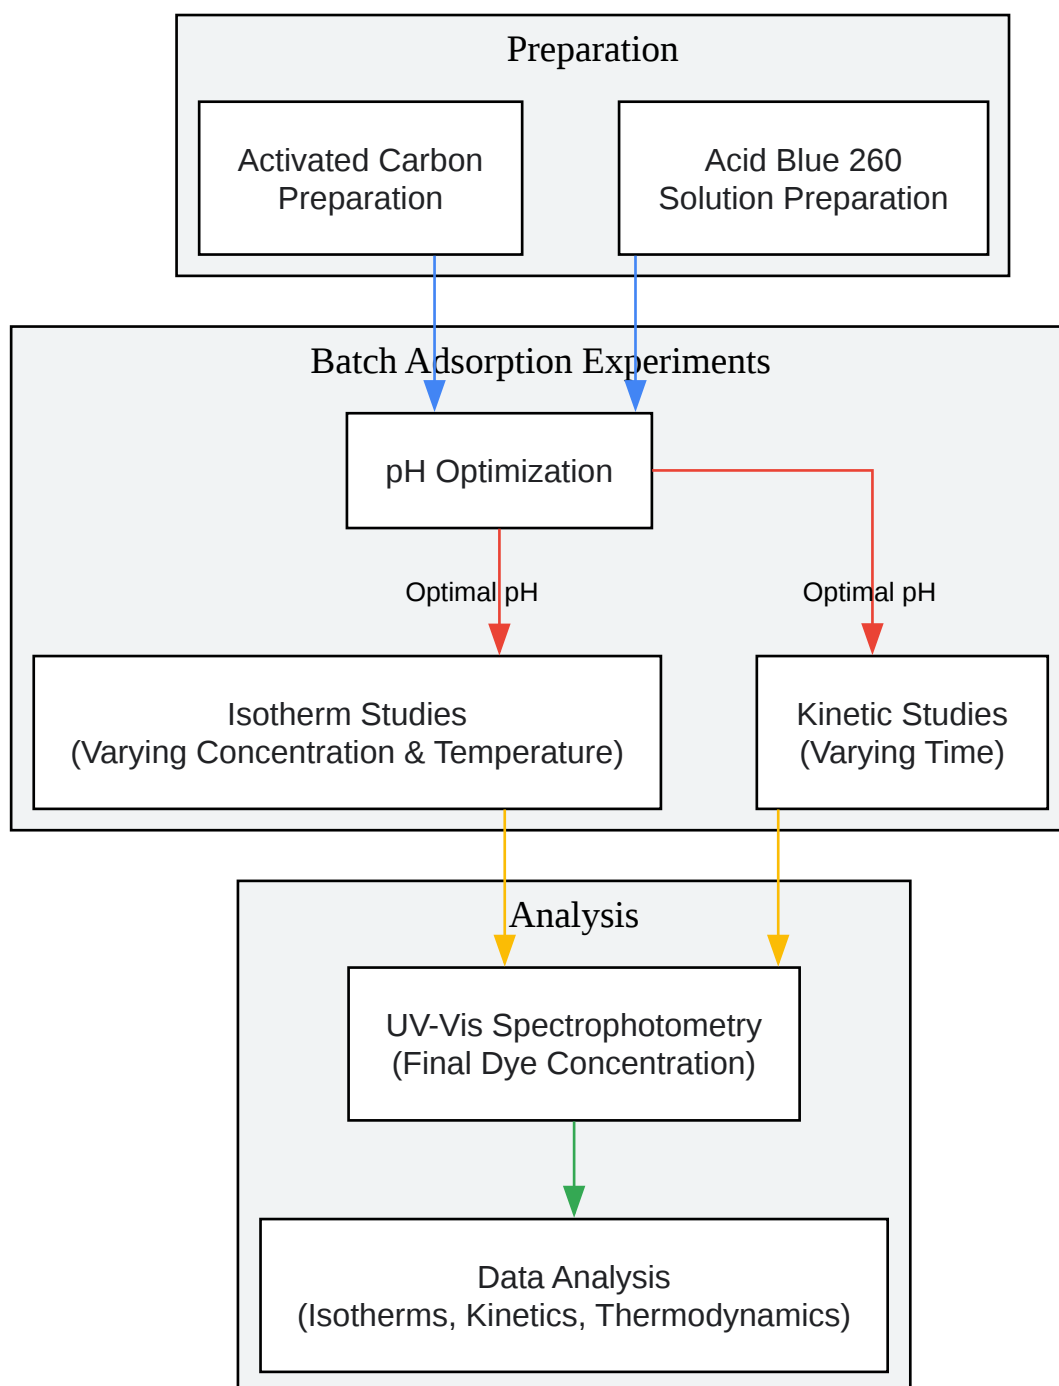 Preparation
Activated Carbon
Preparation
Acid Blue 260
Solution Preparation
Batch Adsorption Experiments
pH Optimization
Optimal pH
Optimal pH
Isotherm Studies
(Varying Concentration & Temperature)
Kinetic Studies
(Varying Time)
Analysis
UV-Vis Spectrophotometry
(Final Dye Concentration)
Data Analysis
(Isotherms, Kinetics, Thermodynamics)